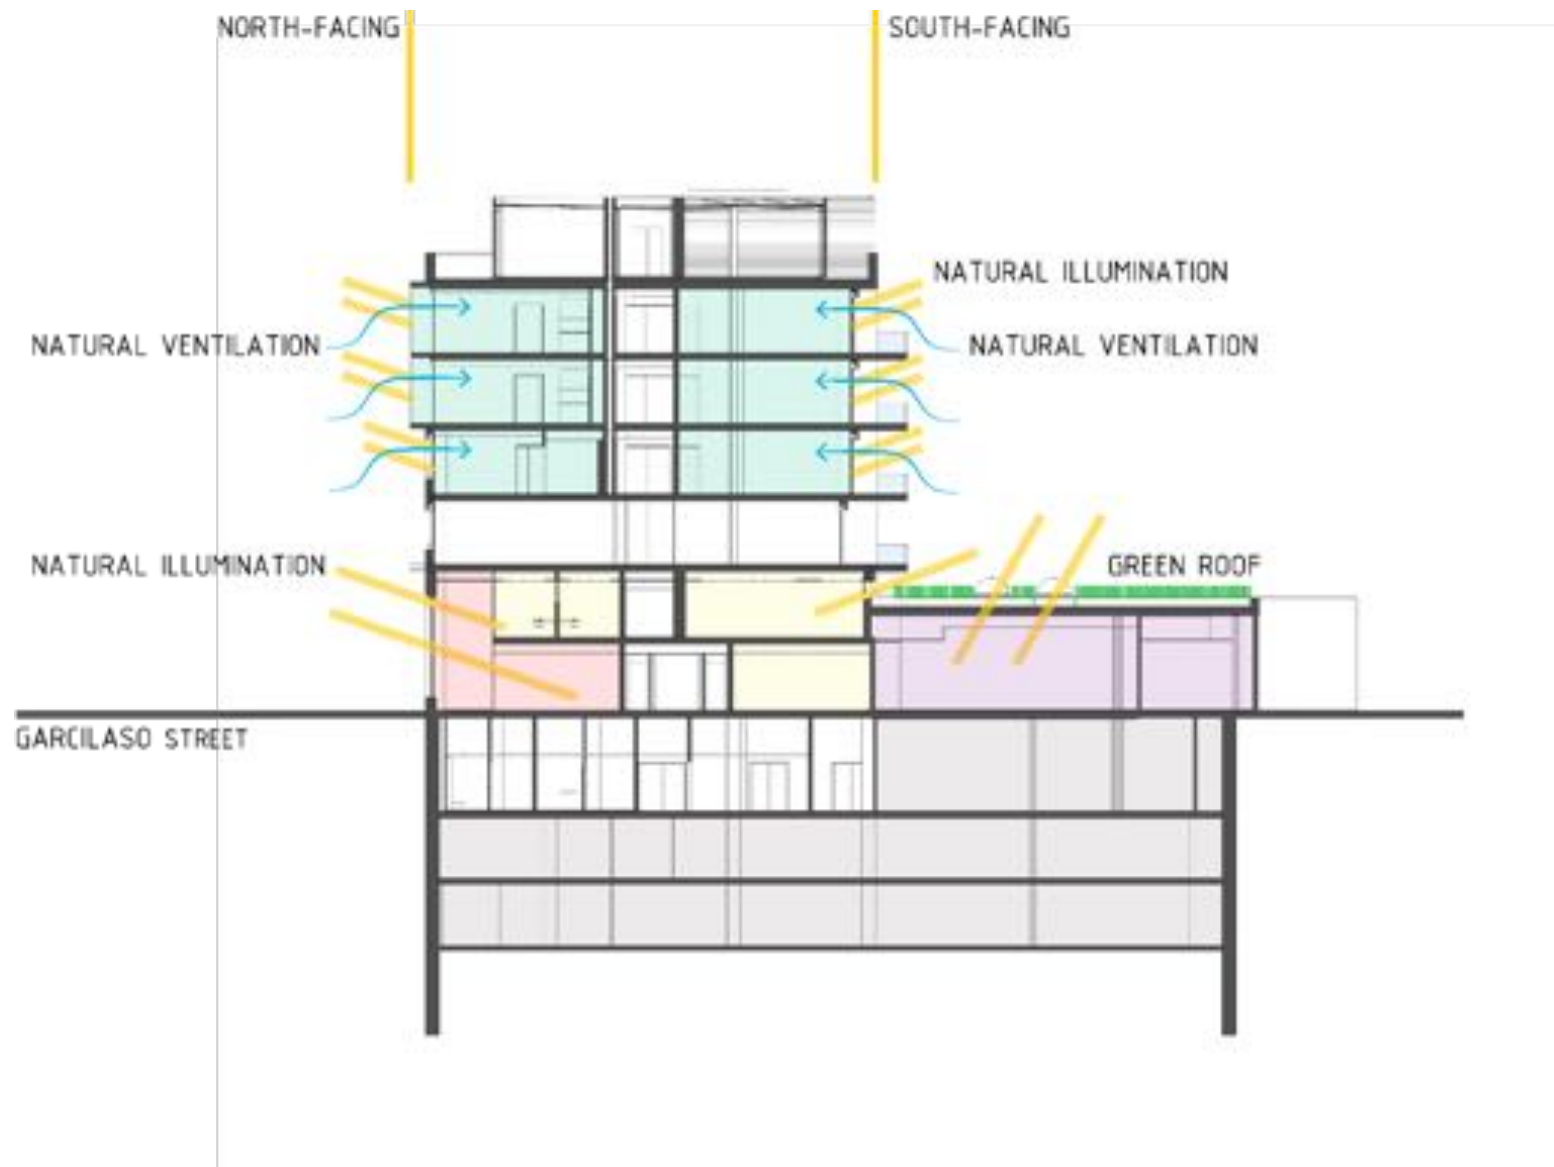 NORTH-FACING
SOUTH-FACING
NATURAL ILLUMINATION
NATURAL VENTILATION
NATURAL VENTILATION
NATURAL ILLUMINATION
GREEN ROOF
GARCILASO STREET